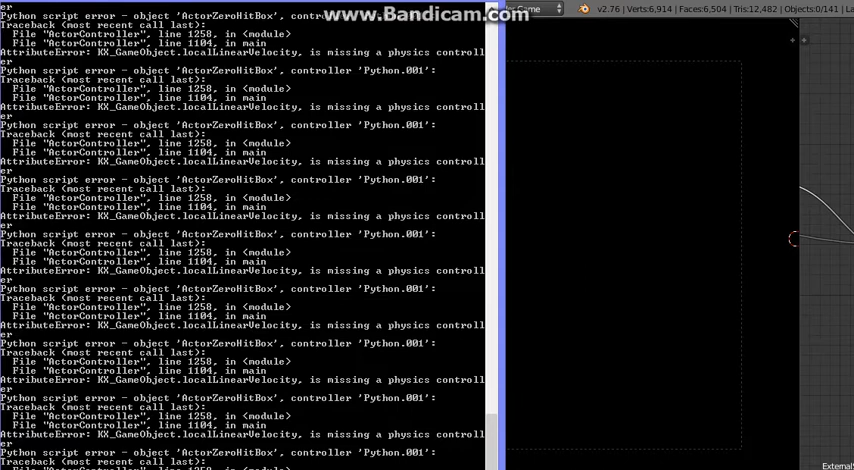 www.Bandicam.com
er
Python script error - object 'ActorZeroHitBox', contr
Traceback (most recent call last):
File "ActorController", line 1258, in <module>
File "ActorController", line 1104, in main
AttributeError: KX_GameObject.localLinearVelocity, is missing a physics controll
er
Python script error - object 'ActorZeroHitBox', controller 'Python.001':
Traceback (most recent call last):
File "ActorController", line 1258, in <module>
File "ActorController", line 1104, in main
AttributeError: KX_GameObject.localLinearVelocity, is missing a physics controll
er
Python script error - object 'ActorZeroHitBox', controller 'Python.001':
Traceback (most recent call last):
File "ActorController", line 1258, in <module>
File "ActorController", line 1104, in main
AttributeError: KX_GameObject.localLinearVelocity, is missing a physics controll
er
Python script error - object 'ActorZeroHitBox', controller 'Python.001':
Traceback (most recent call last):
File "ActorController", line 1258, in <module>
File "ActorController", line 1104, in main
AttributeError: KX_GameObject.localLinearVelocity, is missing a physics controll
er
Python script error - object 'ActorZeroHitBox', controller 'Python.001':
Traceback (most recent call last):
File "ActorController", line 1258, in <module>
File "ActorController", line 1104, in main
AttributeError: KX_GameObject.localLinearVelocity, is missing a physics controll
er
Python script error - object 'ActorZeroHitBox', controller 'Python.001':
Traceback (most recent call last):
File "ActorController", line 1258, in <module>
File "ActorController", line 1104, in main
AttributeError: KX_GameObject.localLinearVelocity, is missing a physics controll
er
Python script error - object 'ActorZeroHitBox', controller 'Python.001':
Traceback (most recent call last):
File "ActorController", line 1258, in <module>
File "ActorController", line 1104, in main
AttributeError: KX_GameObject.localLinearVelocity, is missing a physics controll
er
Python script error - object 'ActorZeroHitBox', controller 'Python.001':
Traceback (most recent call last):
File "ActorController", line 1258, in <module>
File "ActorController", line 1104, in main
AttributeError: KX_GameObject.localLinearVelocity, is missing a physics controll
er
Python script error - object 'ActorZeroHitBox', controller 'Python.001':
Traceback (most recent call last):
File "ActorController", line 1258, in <module>
er Game
v2.76 | Verts:6,914 | Faces:6,504 | Tris:12,482 | Objects:0/141 | La
External